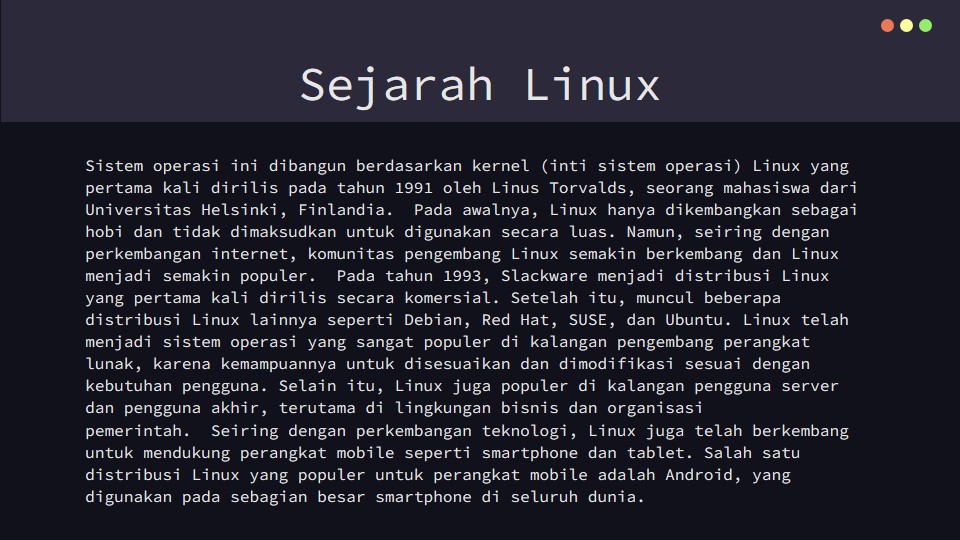 Sejarah Linux
Sistem operasi ini dibangun berdasarkan kernel (inti sistem operasi) Linux yang
pertama kali dirilis pada tahun 1991 oleh Linus Torvalds, seorang mahasiswa dari
Universitas Helsinki, Finlandia.  Pada awalnya, Linux hanya dikembangkan sebagai
hobi dan tidak dimaksudkan untuk digunakan secara luas. Namun, seiring dengan
perkembangan internet, komunitas pengembang Linux semakin berkembang dan Linux
menjadi semakin populer.  Pada tahun 1993, Slackware menjadi distribusi Linux
yang pertama kali dirilis secara komersial. Setelah itu, muncul beberapa
distribusi Linux lainnya seperti Debian, Red Hat, SUSE, dan Ubuntu. Linux telah
menjadi sistem operasi yang sangat populer di kalangan pengembang perangkat
lunak, karena kemampuannya untuk disesuaikan dan dimodifikasi sesuai dengan
kebutuhan pengguna. Selain itu, Linux juga populer di kalangan pengguna server
dan pengguna akhir, terutama di lingkungan bisnis dan organisasi
pemerintah.  Seiring dengan perkembangan teknologi, Linux juga telah berkembang
untuk mendukung perangkat mobile seperti smartphone dan tablet. Salah satu
distribusi Linux yang populer untuk perangkat mobile adalah Android, yang
digunakan pada sebagian besar smartphone di seluruh dunia.